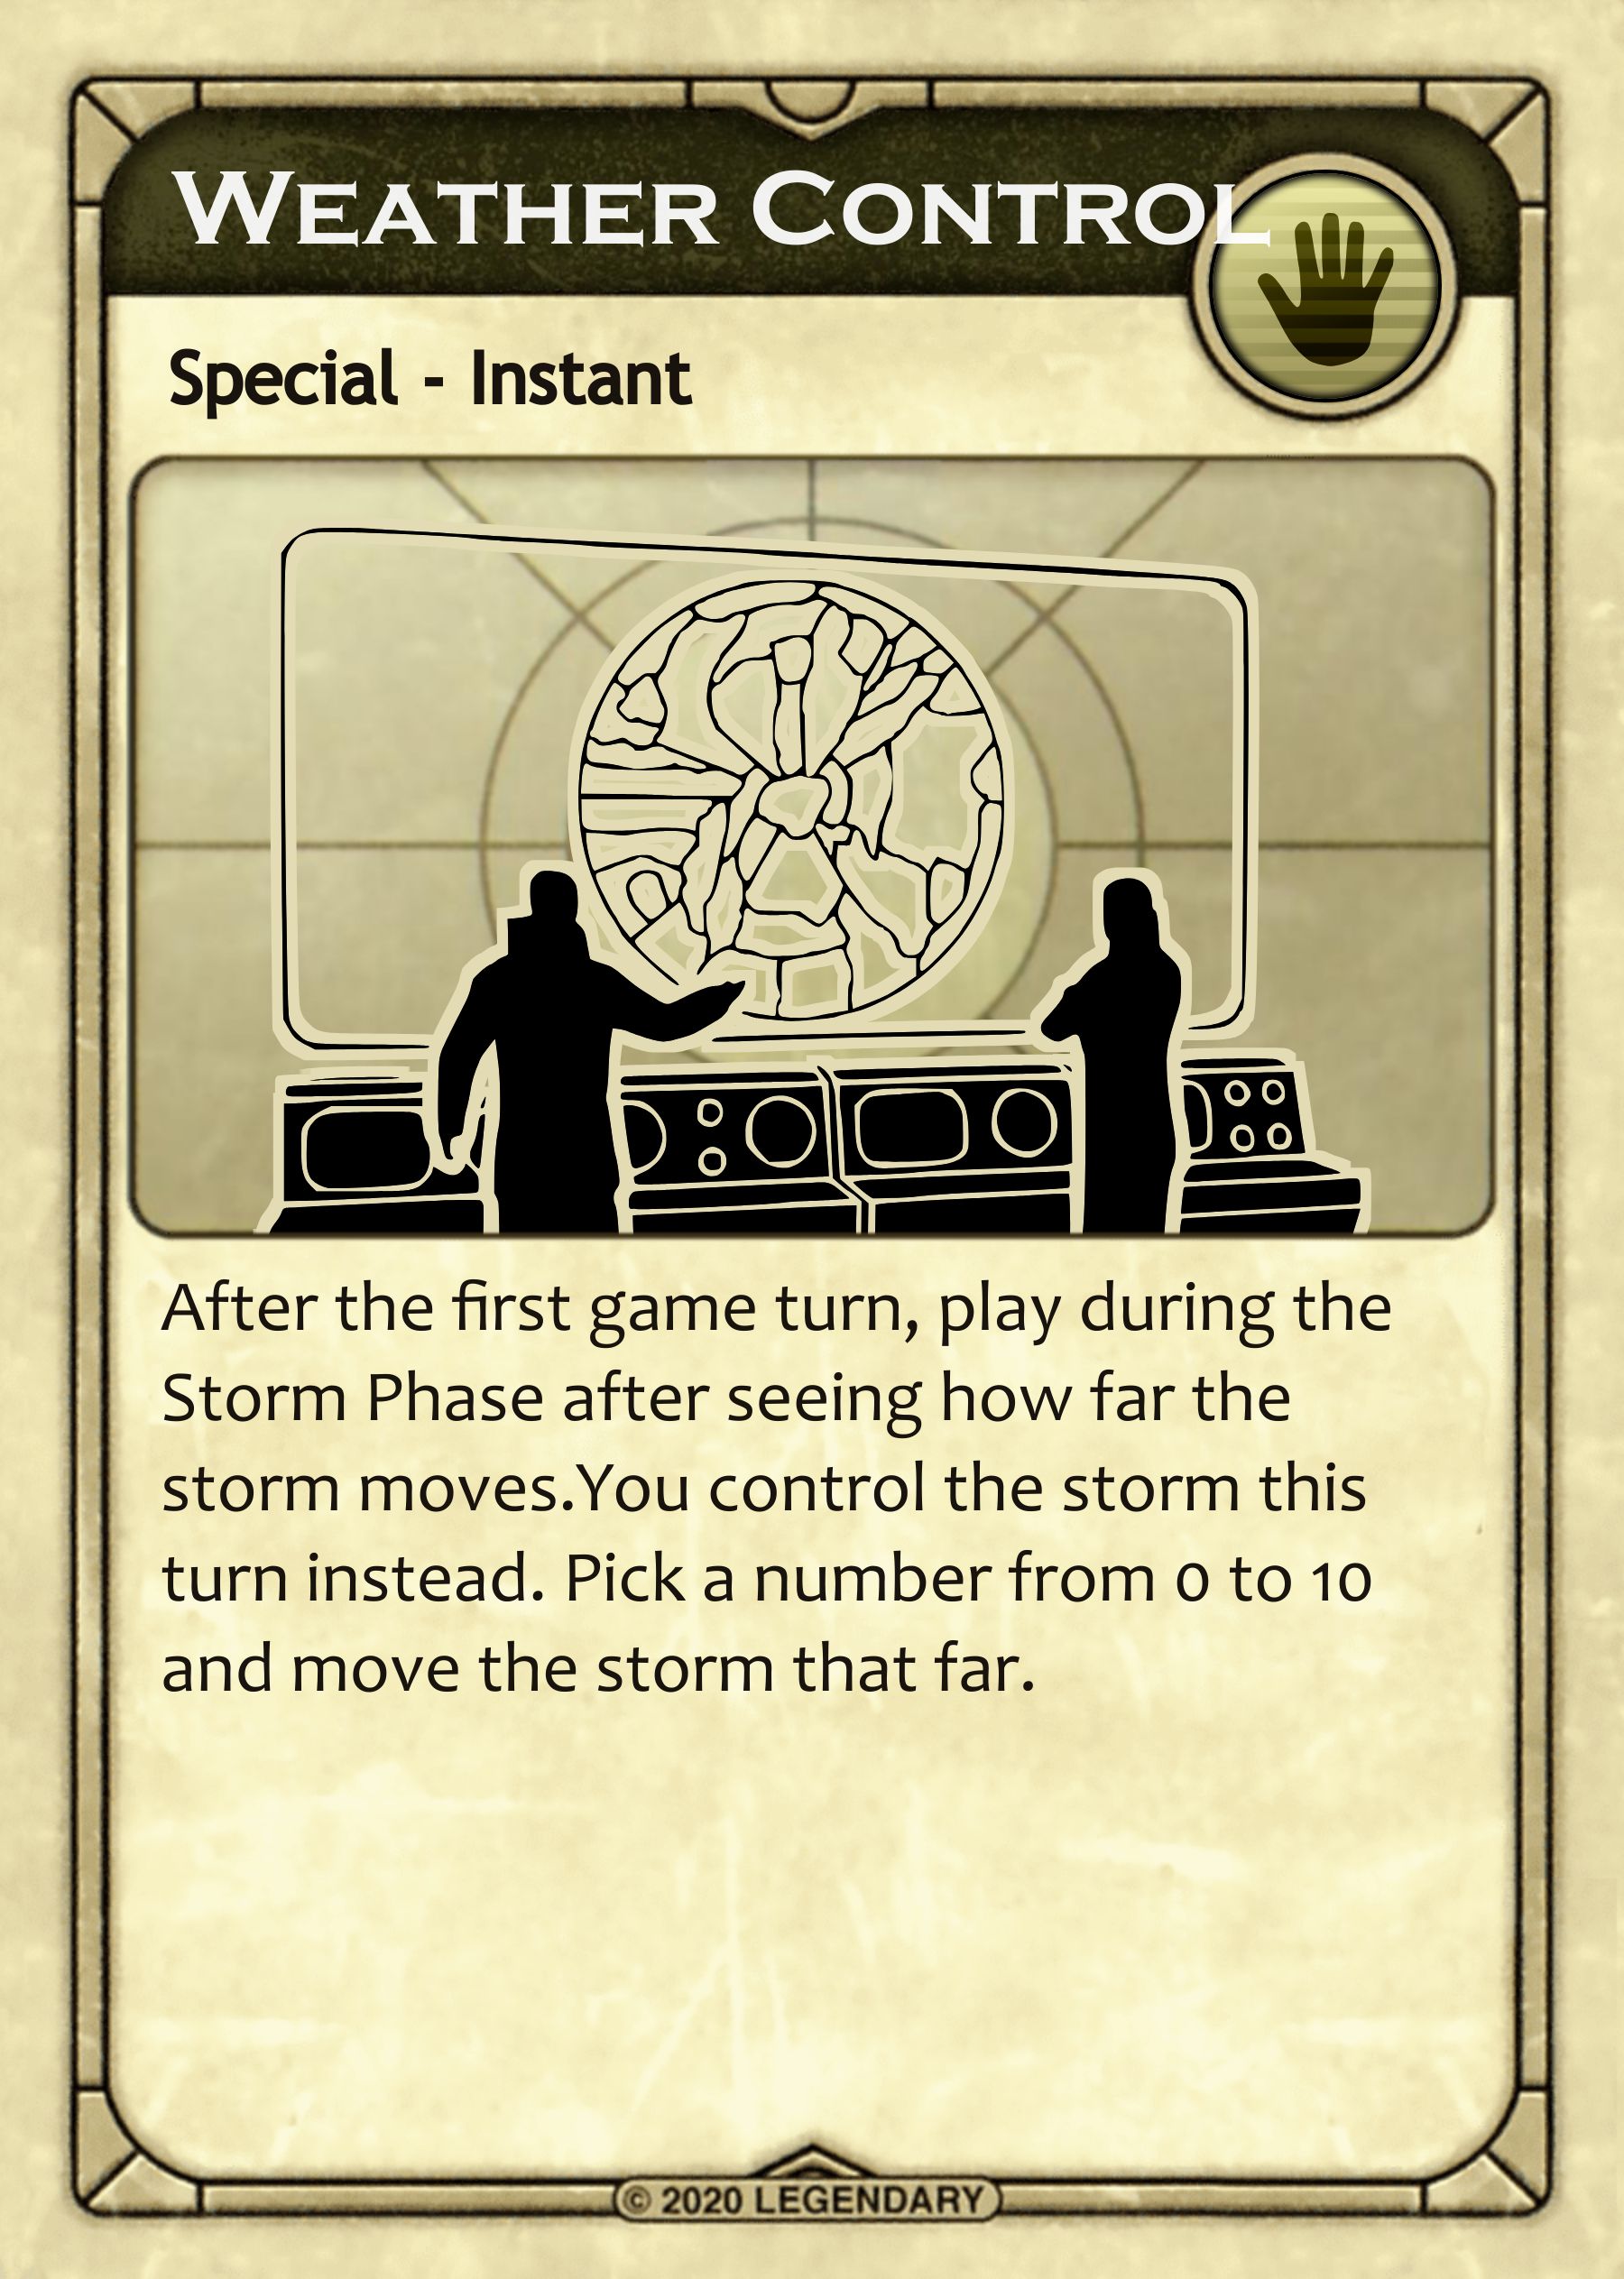 WEATHER CONTROL
Special - Instant
After the first game turn, play during the
Storm Phase after seeing how far the
storm moves.You control the storm this
turn instead. Pick a number from 0 to 10
and move the storm that far.
© 2020 LEGENDARY